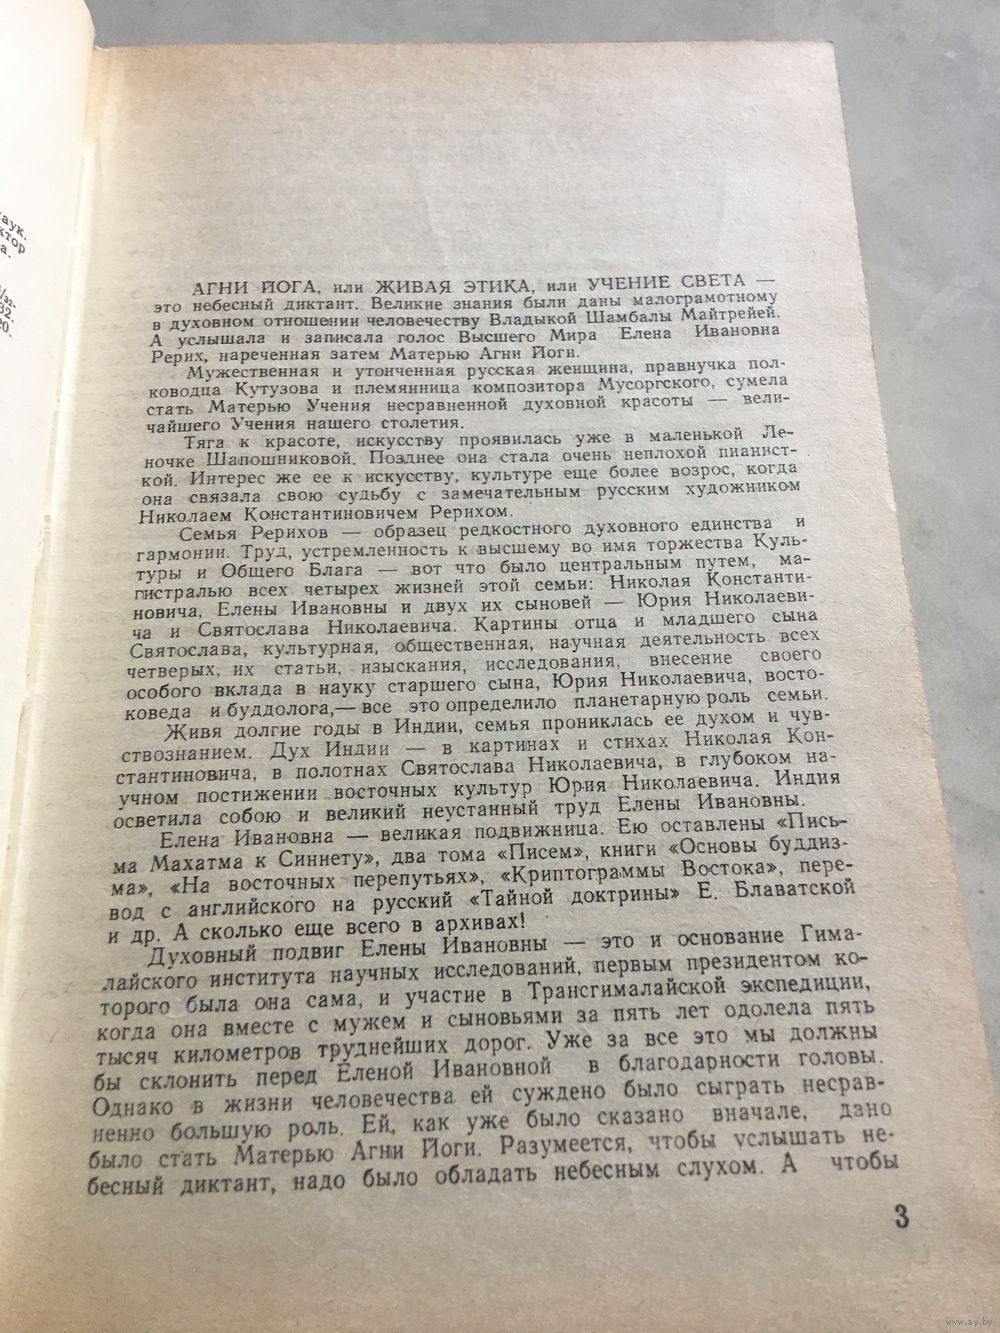 аук.
ктор
а.
32.
АГНИ ЙОГА, или ЖИВАЯ ЭТИКА, или УЧЕНИЕ СВЕТА —
это небесный диктант. Великие знания были даны малограмотному
в духовном отношении человечеству Владыкой Шамбалы Майтрейей.
А услышала и записала голос Высшего Мира Елена Ивановна
Рерих, нареченная затем Матерью Агни Йоги.
Мужественная и утонченная русская женщина, правнучка пол-
ководца Кутузова и племянница композитора Мусоргского, сумела
стать Матерью Учения несравненной духовной красоты — вели-
чайшего Учения нашего столетия.
Тяга к красоте, искусству проявилась уже в маленькой Ле-
ночке Шапошниковой. Позднее она стала очень неплохой пианист-
кой. Интерес же ее к искусству, культуре еще более возрос, когда
она связала свою судьбу с замечательным русским художником
Николаем Константиновичем Рерихом.
Семья Рерихов — образец редкостного духовного единства и
гармонии. Труд, устремленность к высшему во имя торжества Куль-
туры и Общего Блага — вот что было центральным путем, ма-
гистралью всех четырех жизней этой семьи: Николая Константи-
новича, Елены Ивановны и двух их сыновей — Юрия Николаеви-
ча и Святослава Николаевича. Картины отца и младшего сына
Святослава, культурная, общественная, научная деятельность всех
четверых, их статьи, изыскания, исследования, внесение своего
особого вклада в науку старшего сына, Юрия Николаевича, восто-
коведа и буддолога,— все это определило планетарную роль семьи.
Живя долгие годы в Индии, семья прониклась ее духом и чув-
ствознанием. Дух Индии — в картинах и стихах Николая Кон-
стантиновича, в полотнах Святослава Николаевича, в глубоком на-
учном постижении восточных культур Юрия Николаевича. Индия
осветила собою и великий неустанный труд Елены Ивановны.
Елена Ивановна — великая подвижница. Ею оставлены «Пись-
ма Махатма к Синнету», два тома «Писем», книги «Основы буддиз-
ма», «На восточных перепутьях», «Криптограммы Востока», пере-
вод с английского на русский «Тайной доктрины» Е. Блаватской
и др. А сколько еще всего в архивах!
Духовный подвиг Елены Ивановны — это и основание Гима-
лайского института научных исследований, первым президентом ко-
торого была она сама, и участие в Трансгималайской экспедиции,
когда она вместе с мужем и сыновьями за пять лет одолела пять
тысяч километров труднейших дорог. Уже за все это мы должны
бы склонить перед Еленой Ивановной в благодарности головы.
Однако в жизни человечества ей суждено было сыграть несрав-
ненно большую роль. Ей, как уже было сказано вначале, дано
было стать Матерью Агни Йоги. Разумеется, чтобы услышать не-
бесный диктант, надо было обладать небесным слухом. А чтобы
3
www.ay.by